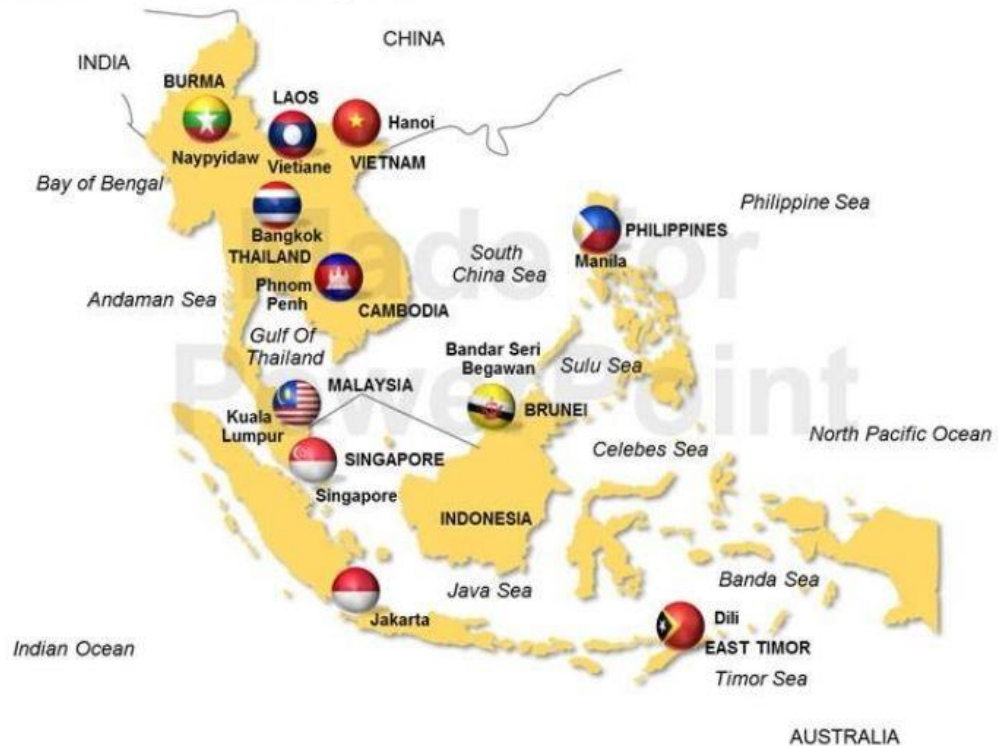 CHINA
INDIA
BURMA
LAOS
Hanoi
Naypyidaw
Vietiane
VIETNAM
Bay of Bengal
Philippine Sea
Bangkok
THAILAND
PHILIPPINES
Manila
South
China Sea
Phnom
Penh
CAMBODIA
Andaman Sea
Gulf Of
Thailand
Bandar Seri
Begawan
Sulu Sea
MALAYSIA
BRUNEI
Kuala
Lumpur
North Pacific Ocean
Celebes Sea
SINGAPORE
Singapore
INDONESIA
Java Sea
Banda Sea
Jakarta
Dili
EAST TIMOR
Indian Ocean
Timor Sea
AUSTRALIA
Made for
PowerPoint